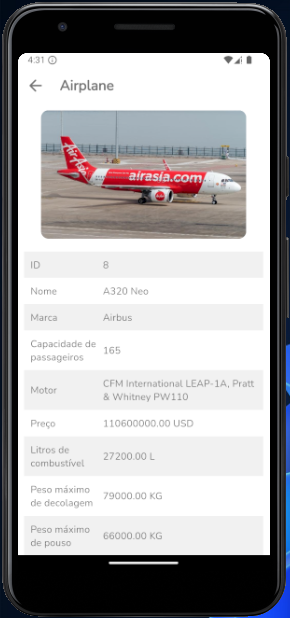 4:31
Airplane
AirAsia
airasia.com
AirAsia
ID 8
Nome A320 Neo
Marca Airbus
Capacidade de
passageiros 165
Motor CFM International LEAP-1A, Pratt
& Whitney PW110
Preço 110600000.00 USD
Litros de
combustível 27200.00 L
Peso máximo
de decolagem 79000.00 KG
Peso máximo
de pouso 66000.00 KG